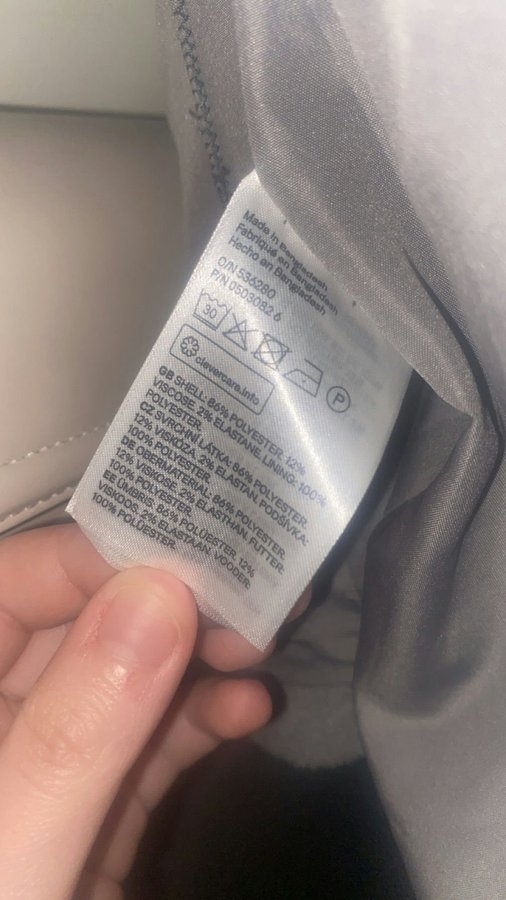 Made in Bangladesh
Fabriqué en Bangladesh
Hecho en Bangladesh
O/N 536280
P/N 0503082 6
30
P
clevercare.info
GB SHELL: 86% POLYESTER. 12%
VISCOSE. 2% ELASTANE. LINING: 100%
POLYESTER.
CZ SVRCHNÍ LÁTKA: 86% POLYESTER.
12% VISKÓZA. 2% ELASTAN. PODŠÍVKA:
100% POLYESTER.
DE OBERMATERIAL: 86% POLYESTER.
12% VISKOSE. 2% ELASTHAN. FUTTER:
100% POLYESTER.
VIE ÜMBRIS: 86% POLÜESTER. 12%
VISKOOS. 2% ELASTAAN. VOODER:
100% POLÜESTER.